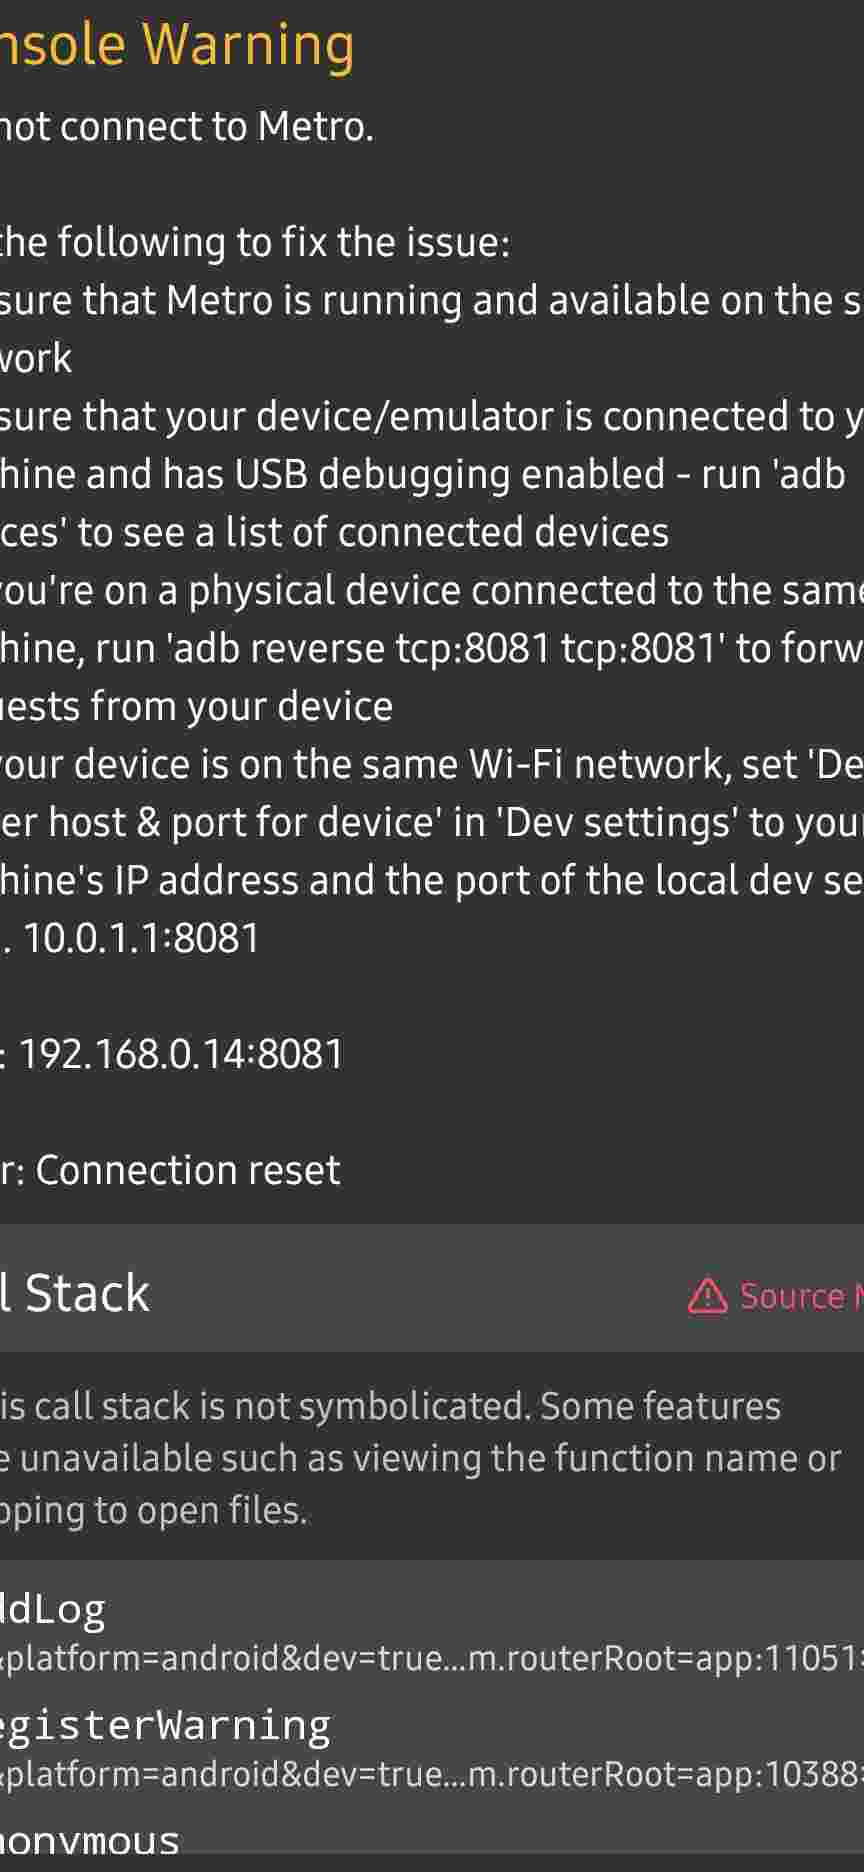 nsole Warning
not connect to Metro.
the following to fix the issue:
sure that Metro is running and available on the s
work
sure that your device/emulator is connected to y
hine and has USB debugging enabled - run 'adb
ces' to see a list of connected devices
you're on a physical device connected to the same
hine, run 'adb reverse tcp:8081 tcp:8081' to forw
uests from your device
your device is on the same Wi-Fi network, set 'De
er host & port for device' in 'Dev settings' to your
hine's IP address and the port of the local dev se
. 10.0.1.1:8081
: 192.168.0.14:8081
r: Connection reset
l Stack
Source M
is call stack is not symbolicated. Some features
e unavailable such as viewing the function name or
pping to open files.
ddLog
&platform=android&dev=true...m.routerRoot=app:11051:
egisterWarning
&platform=android&dev=true...m.routerRoot=app:10388:
nonymous